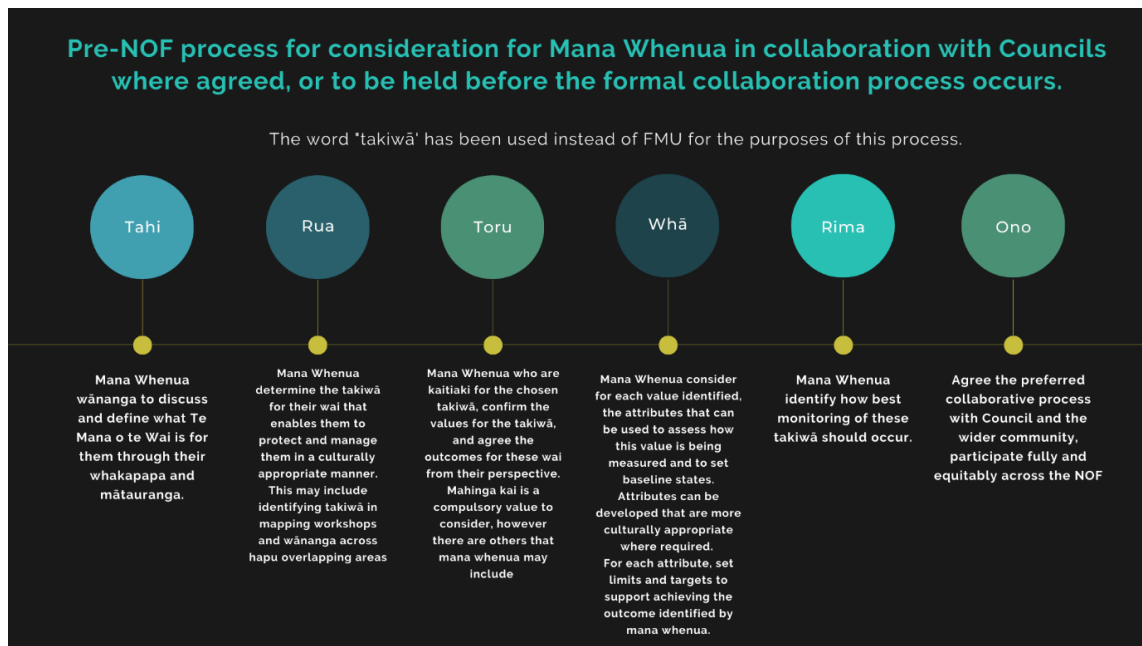 Pre-NOF process for consideration for Mana Whenua in collaboration with Councils
where agreed, or to be held before the formal collaboration process occurs.
The word "takiwā' has been used instead of FMU for the purposes of this process.
Tahi
Mana Whenua
wānanga to discuss
and define what Te
Mana o te Wai is for
them through their
whakapapa and
mātauranga.
Rua
Mana Whenua
determine the takiwā
for their wai that
enables them to
protect and manage
them in a culturally
appropriate manner.
This may include
identifying takiwā in
mapping workshops
and wānanga across
hapu overlapping areas
Toru
Mana Whenua who are
kaitiaki for the chosen
takiwā, confirm the
values for the takiwā,
and agree the
outcomes for these wai
from their perspective.
Mahinga kai is a
compulsory value to
consider, however
there are others that
mana whenua may
include
Whā
Mana Whenua consider
for each value identified,
the attributes that can
be used to assess how
this value is being
measured and to set
baseline states.
Attributes can be
developed that are more
culturally appropriate
where required.
For each attribute, set
limits and targets to
support achieving the
outcome identified by
mana whenua.
Rima
Mana Whenua
identify how best
monitoring of these
takiwā should occur.
Ono
Agree the preferred
collaborative process
with Council and the
wider community,
participate fully and
equitably across the NOF